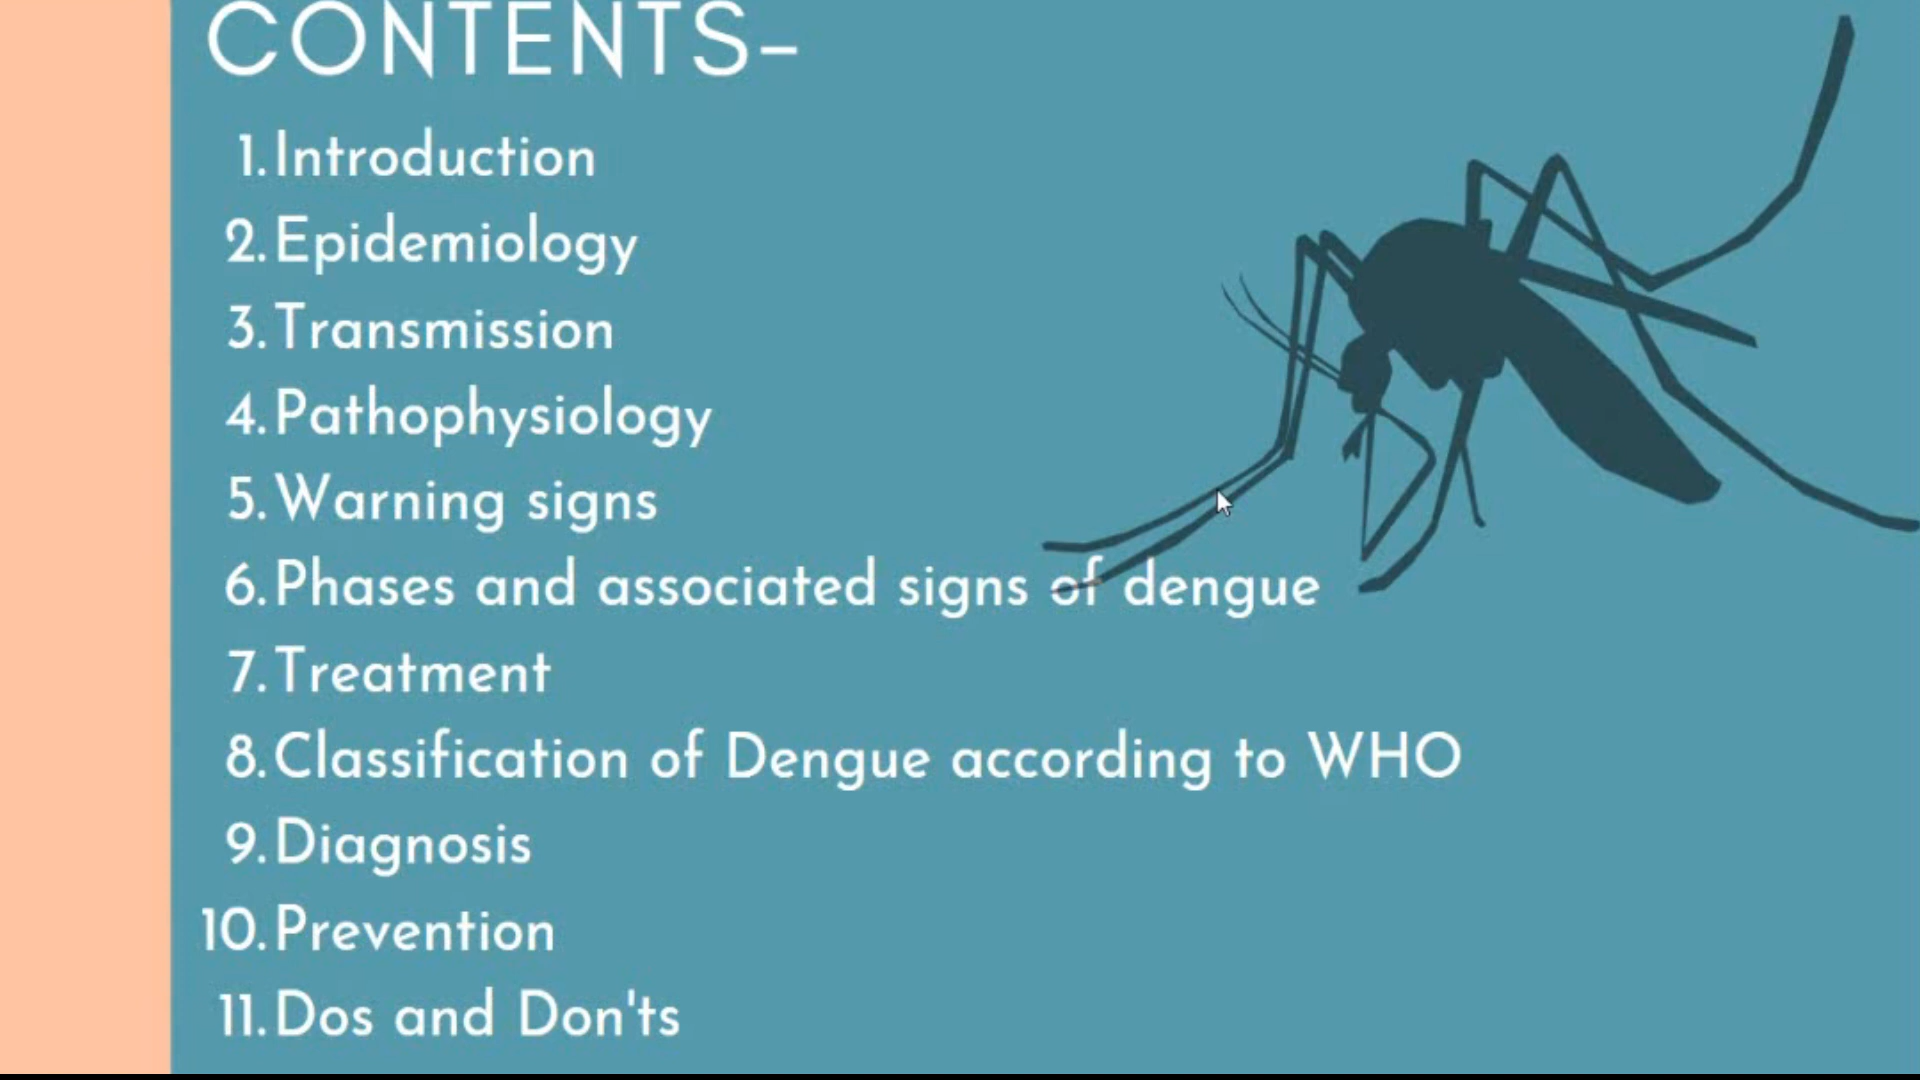 CONTENTS–
1. Introduction
2. Epidemiology
3. Transmission
4. Pathophysiology
5. Warning signs
6. Phases and associated signs of dengue
7. Treatment
8. Classification of Dengue according to WHO
9. Diagnosis
10. Prevention
11. Dos and Don'ts